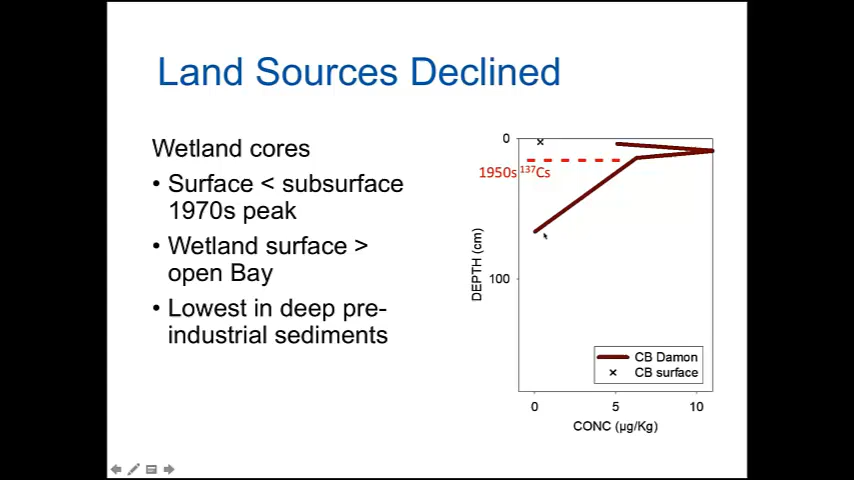 Land Sources Declined
Wetland cores
• Surface < subsurface
1970s peak
• Wetland surface >
open Bay
• Lowest in deep pre-
industrial sediments
0
1950s 137Cs
DEPTH (cm)
100
CB Damon
× CB surface
0 5 10
CONC (µg/Kg)